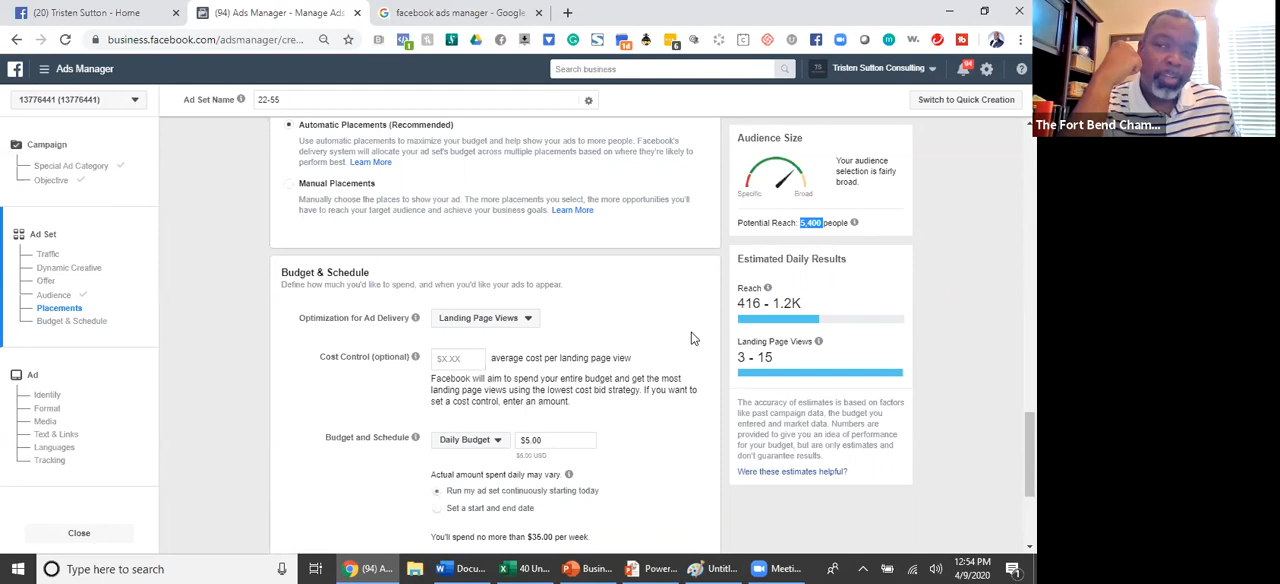 (20) Tristen Sutton - Home
(94) Ads Manager - Manage Ads
facebook ads manager - Google
business.facebook.com/adsmanager/cre...
Ads Manager
Search business
Tristen Sutton Consulting
94
13776441 (13776441)
Ad Set Name
22-55
Switch to Quick Creation
Campaign
Special Ad Category
Objective
Ad Set
Traffic
Dynamic Creative
Offer
Audience
Placements
Budget & Schedule
Ad
Identity
Format
Media
Text & Links
Languages
Tracking
Close
Automatic Placements (Recommended)
Use automatic placements to maximize your budget and help show your ads to more people. Facebook's
delivery system will allocate your ad set's budget across multiple placements based on where they're likely to
perform best. Learn More
Manual Placements
Manually choose the places to show your ad. The more placements you select, the more opportunities you'll
have to reach your target audience and achieve your business goals. Learn More
Budget & Schedule
Define how much you'd like to spend, and when you'd like your ads to appear.
Optimization for Ad Delivery
Landing Page Views
Cost Control (optional)
$X.XX
average cost per landing page view
Facebook will aim to spend your entire budget and get the most
landing page views using the lowest cost bid strategy. If you want to
set a cost control, enter an amount.
Budget and Schedule
Daily Budget
$5.00
$5.00 USD
Actual amount spent daily may vary.
Run my ad set continuously starting today
Set a start and end date
You'll spend no more than $35.00 per week.
Audience Size
Your audience
selection is fairly
broad.
Specific
Broad
Potential Reach: 5,400 people
Estimated Daily Results
Reach
416 - 1.2K
Landing Page Views
3 - 15
The accuracy of estimates is based on factors
like past campaign data, the budget you
entered and market data. Numbers are
provided to give you an idea of performance
for your budget, but are only estimates and
don't guarantee results.
Were these estimates helpful?
The Fort Bend Cham...
Type here to search
(94) A...
Docu...
40 Un...
Busin...
Power...
Untitl...
Meeti...
12:54 PM
4/9/2020